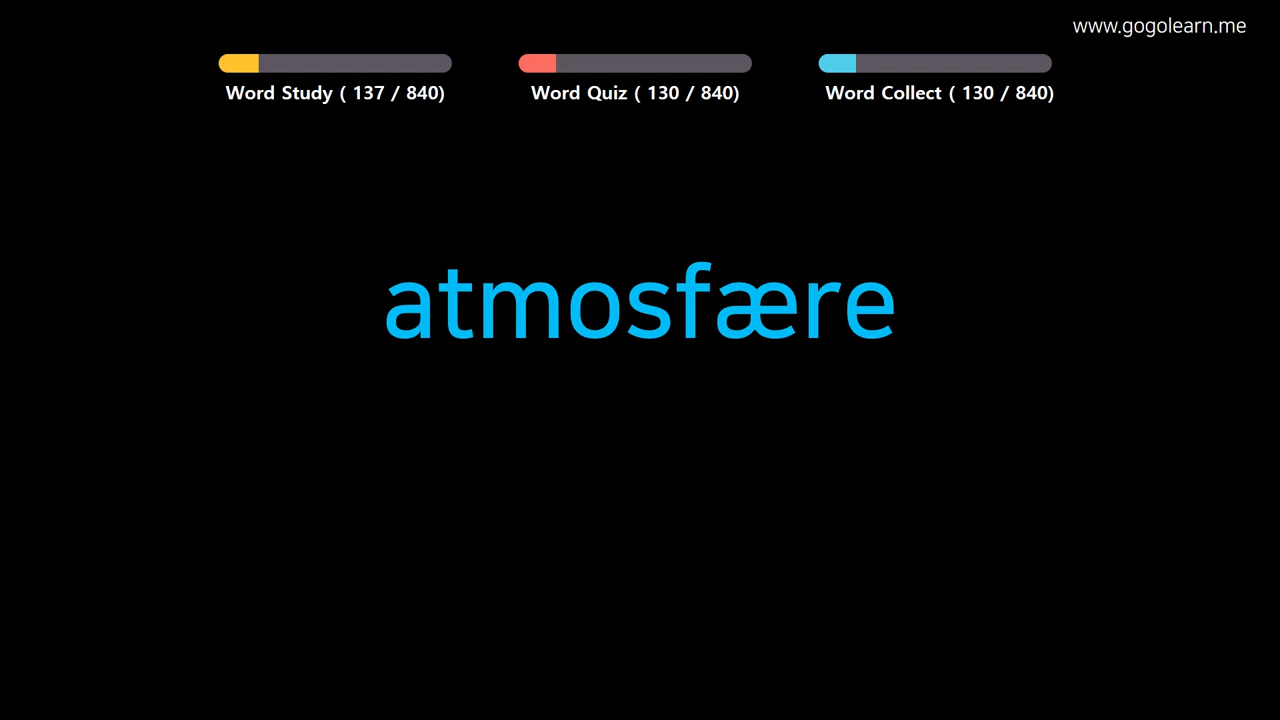 www.gogolearn.me
Word Study ( 137 / 840)
Word Quiz ( 130 / 840)
Word Collect ( 130 / 840)
atmosfære